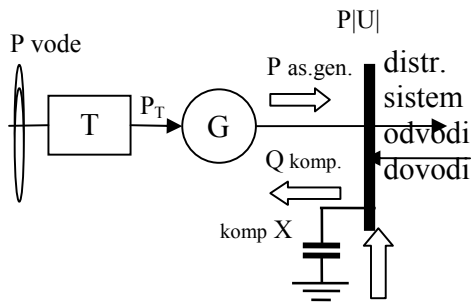 P vode
T
P_T
G
P as.gen.
Q komp.
komp X
P|U|
distr.
sistem
odvodi
dovodi